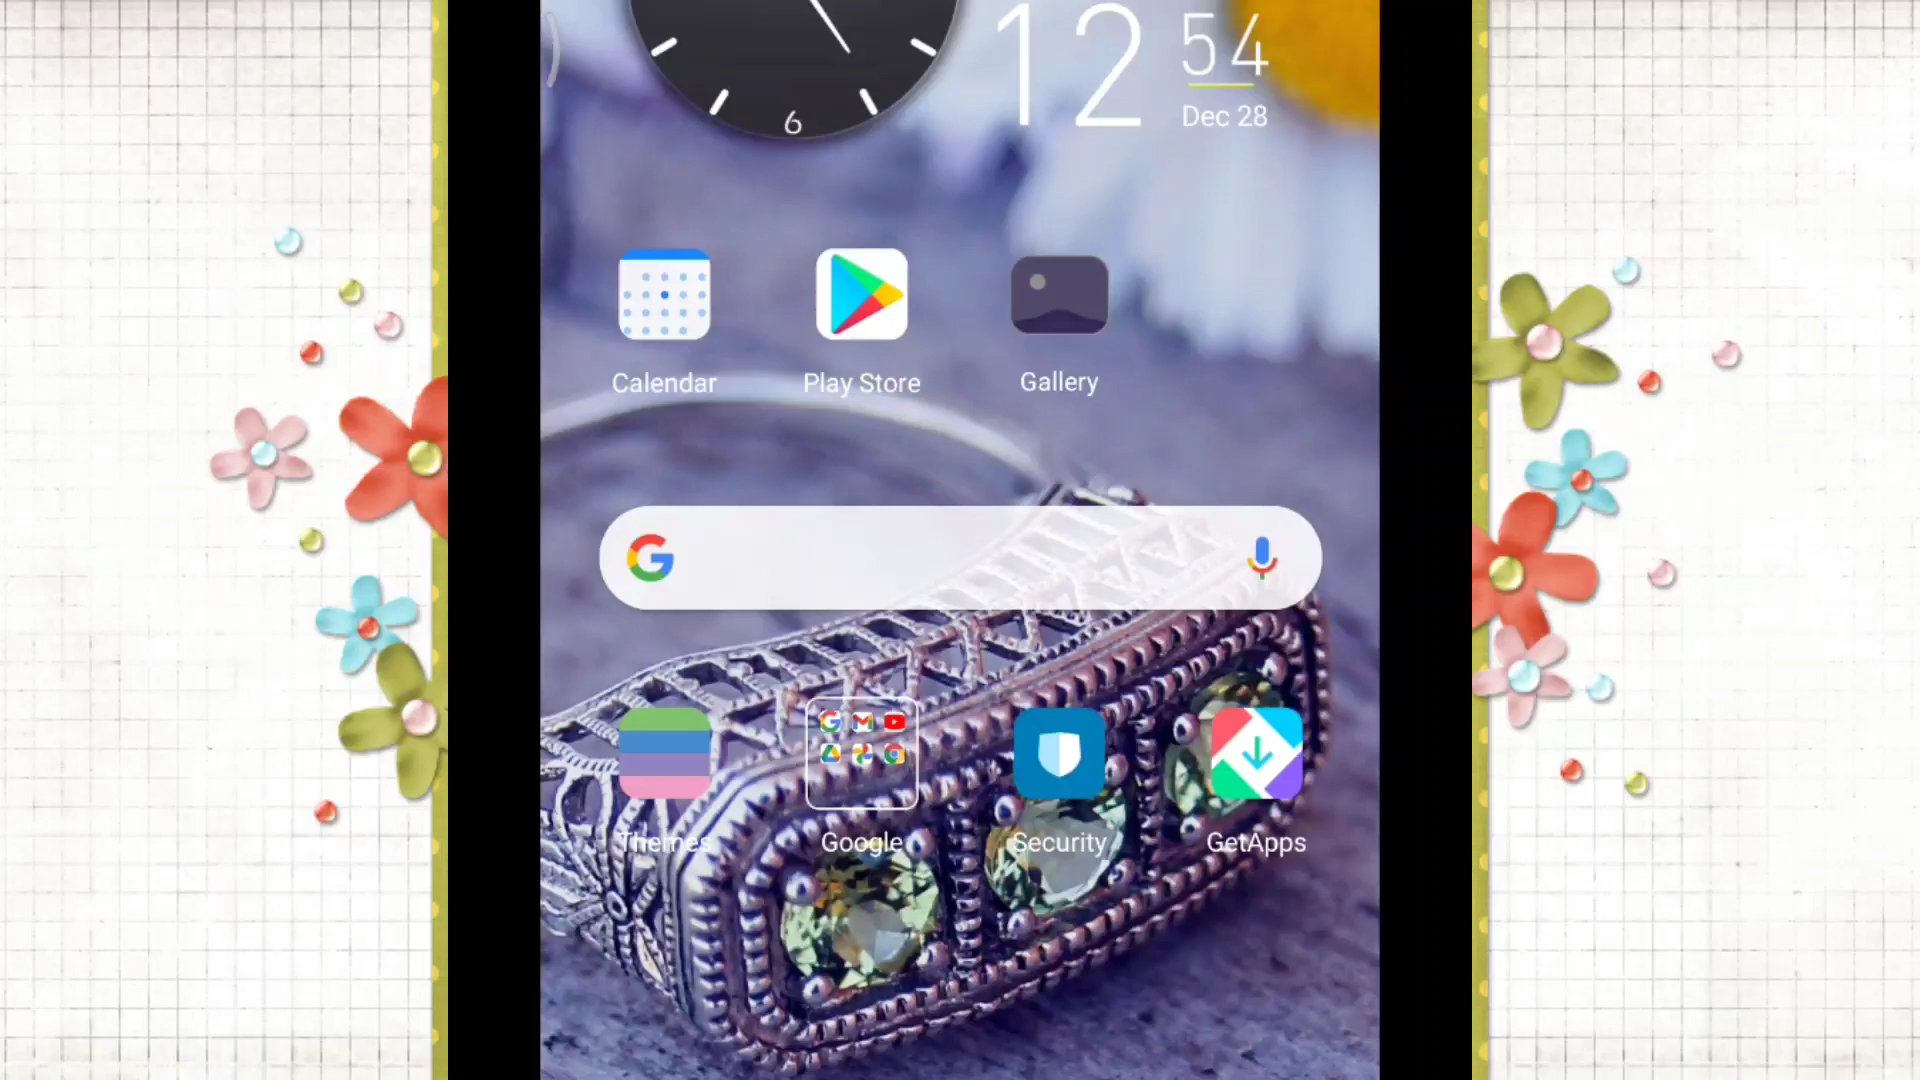 12 54
Dec 28
6
Calendar Play Store Gallery
Themes Google Security GetApps